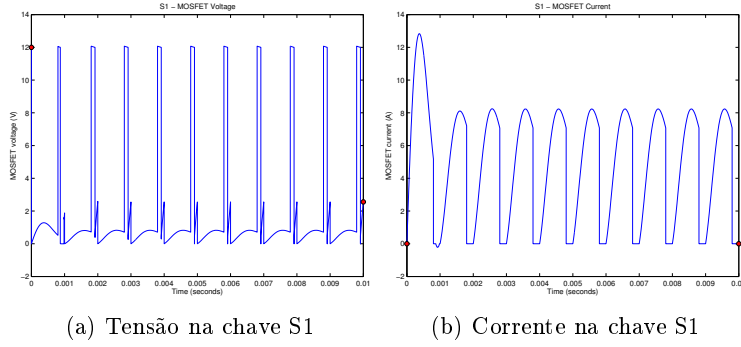 S1 − MOSFET Voltage
14
12
10
8
6
4
2
0
−2
MOSFET voltage (V)
0 0.001 0.002 0.003 0.004 0.005 0.006 0.007 0.008 0.009 0.01
Time (seconds)
(a) Tensão na chave S1
S1 − MOSFET Current
14
12
10
8
6
4
2
0
−2
MOSFET current (A)
0 0.001 0.002 0.003 0.004 0.005 0.006 0.007 0.008 0.009 0.01
Time (seconds)
(b) Corrente na chave S1